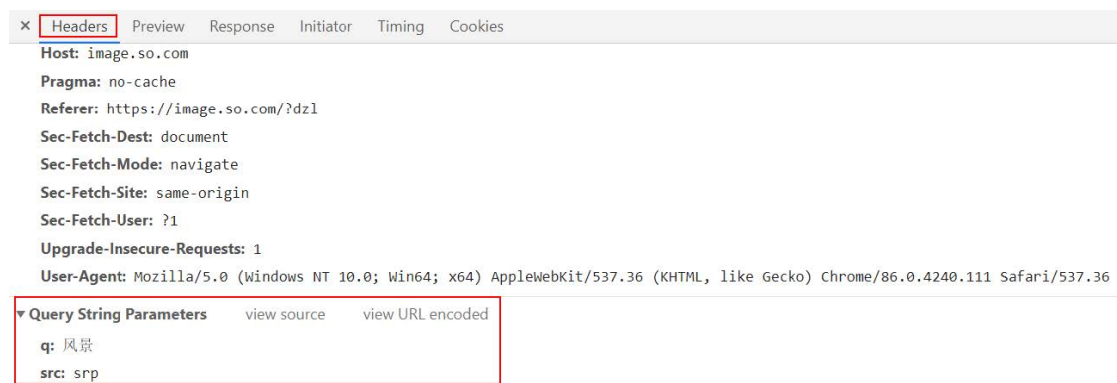 × Headers Preview Response Initiator Timing Cookies
Host: image.so.com
Pragma: no-cache
Referer: https://image.so.com/?dzl
Sec-Fetch-Dest: document
Sec-Fetch-Mode: navigate
Sec-Fetch-Site: same-origin
Sec-Fetch-User: ?1
Upgrade-Insecure-Requests: 1
User-Agent: Mozilla/5.0 (Windows NT 10.0; Win64; x64) AppleWebKit/537.36 (KHTML, like Gecko) Chrome/86.0.4240.111 Safari/537.36
▼ Query String Parameters view source view URL encoded
q: 风景
src: srp